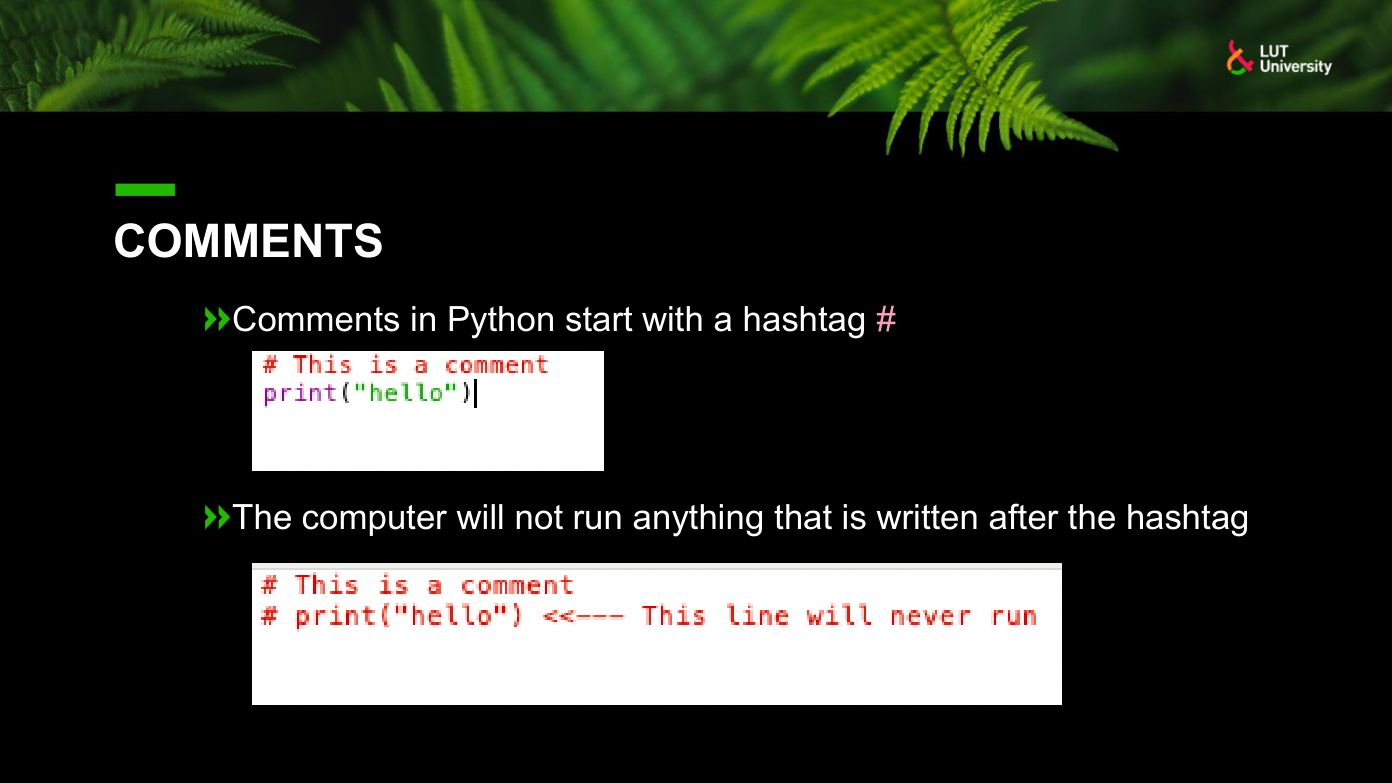 LUT
University
COMMENTS
Comments in Python start with a hashtag #
# This is a comment
print("hello")
The computer will not run anything that is written after the hashtag
# This is a comment
# print("hello") <<--- This line will never run